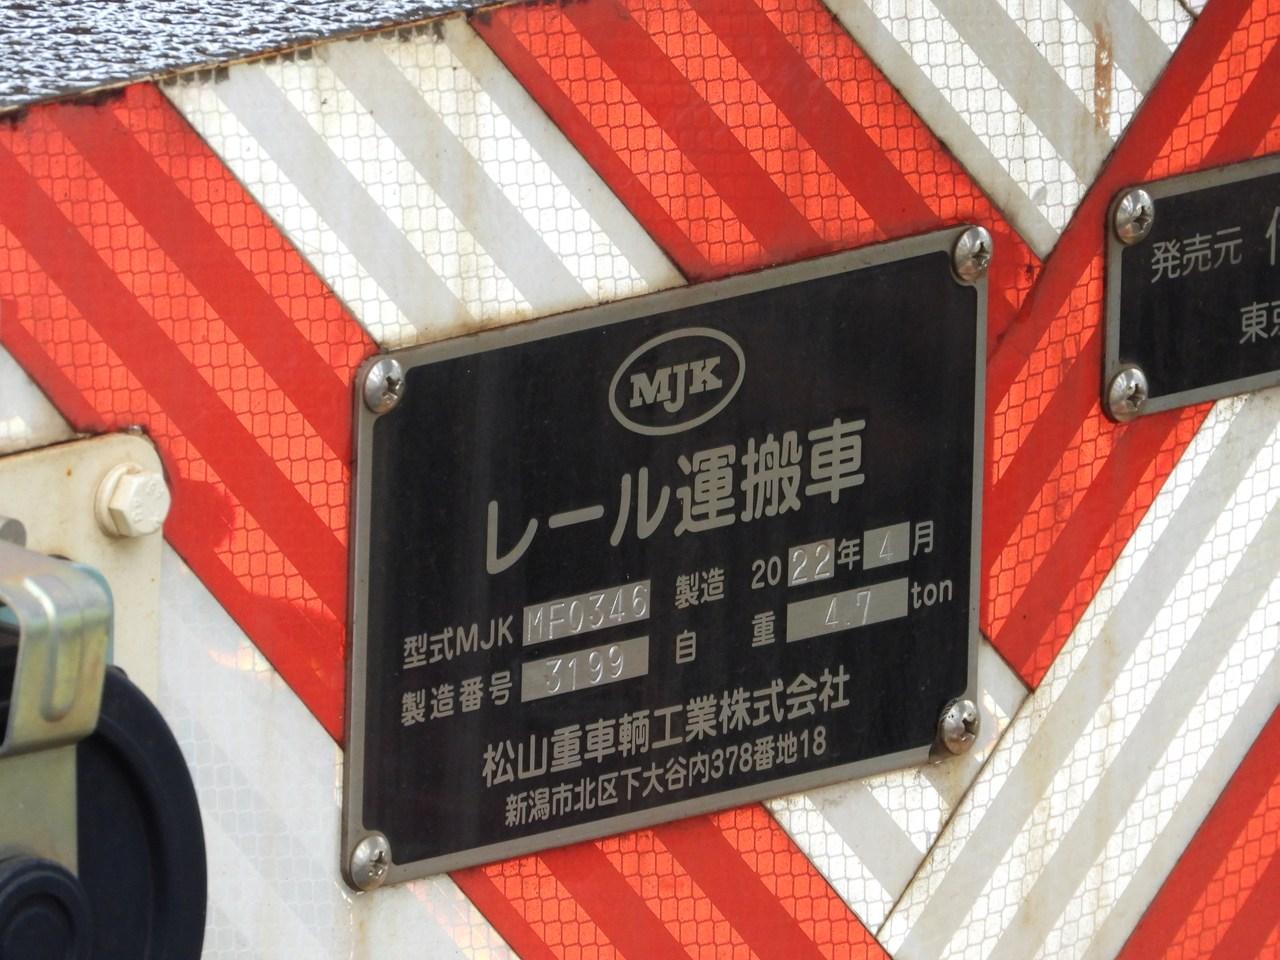 MJK
レール運搬車
型式MJK MF0346 製造 2022年4月
製造番号 3199 自重 4.7 ton
松山重車輌工業株式会社
新潟市北区下大谷内378番地18
発売元
東京